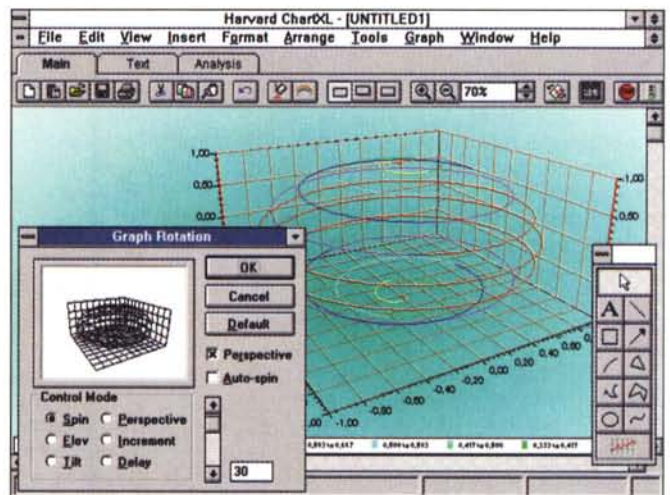 Harvard ChartXL - [UNTITLED1]
File Edit View Insert Format Arrange Tools Graph Window Help
Main Text Analysis
70%
1,00
0,50
0,00
1,00
0,50
Graph Rotation
OK
Cancel
Default
Perspective
Auto-spin
Control Mode
Spin Perspective
Elev Increment
Tilt Delay
30
-1,00 -0,80 -0,60 -0,40 -0,20 0,00 0,20 0,40 0,60
A